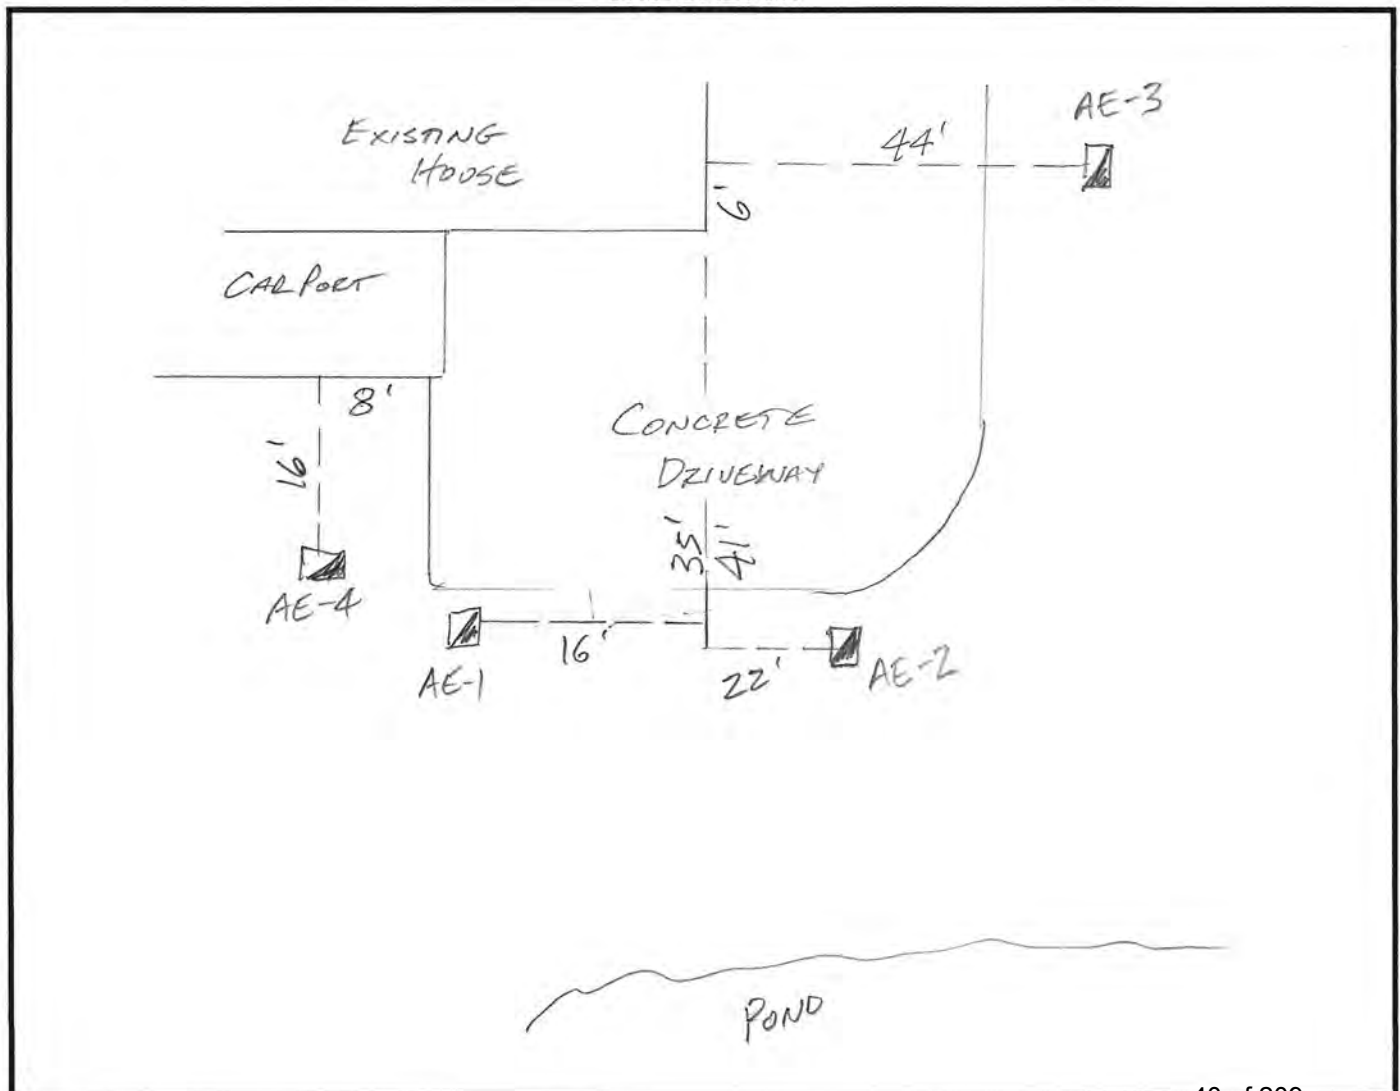 EXISTING
HOUSE
44'
AE-3
6'
CARPORT
8'
16'
CONCRETE
DRIVEWAY
35'
41'
AE-4
AE-1
16'
22'
AE-2
POND